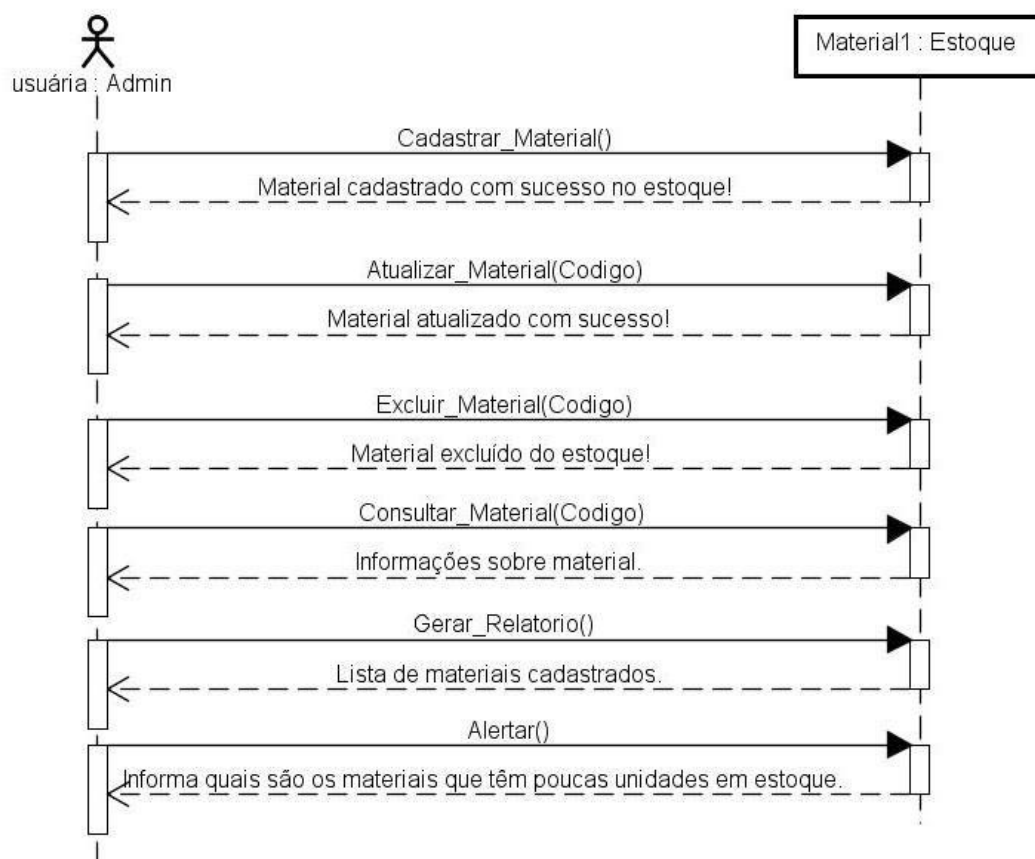 Material1 : Estoque
usuária : Admin
Cadastrar_Material()
Material cadastrado com sucesso no estoque!
Atualizar_Material(Codigo)
Material atualizado com sucesso!
Excluir_Material(Codigo)
Material excluído do estoque!
Consultar_Material(Codigo)
Informações sobre material.
Gerar_Relatorio()
Lista de materiais cadastrados.
Alertar()
Informa quais são os materiais que têm poucas unidades em estoque.